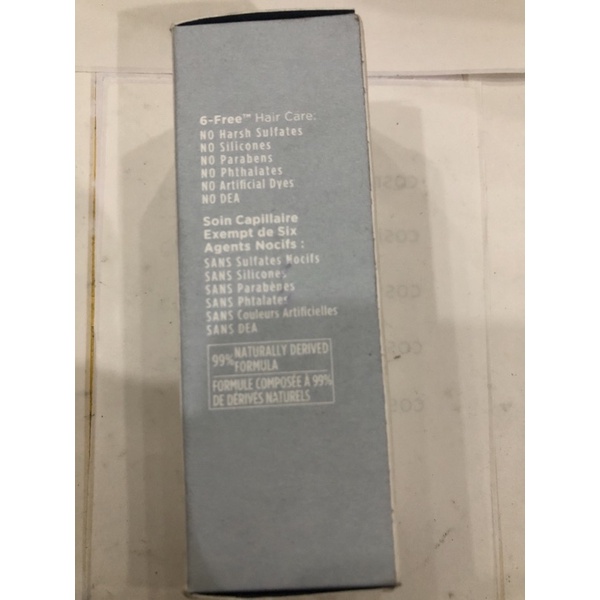 6-Free™ Hair Care:
NO Harsh Sulfates
NO Silicones
NO Parabens
NO Phthalates
NO Artificial Dyes
NO DEA
Soin Capillaire
Exempt de Six
Agents Nocifs :
SANS Sulfates Nocifs
SANS Silicones
SANS Parabènes
SANS Phtalates
SANS Couleurs Artificielles
SANS DEA
99% NATURALLY DERIVED
FORMULA
FORMULE COMPOSÉE À 99%
DE DÉRIVÉS NATURELS